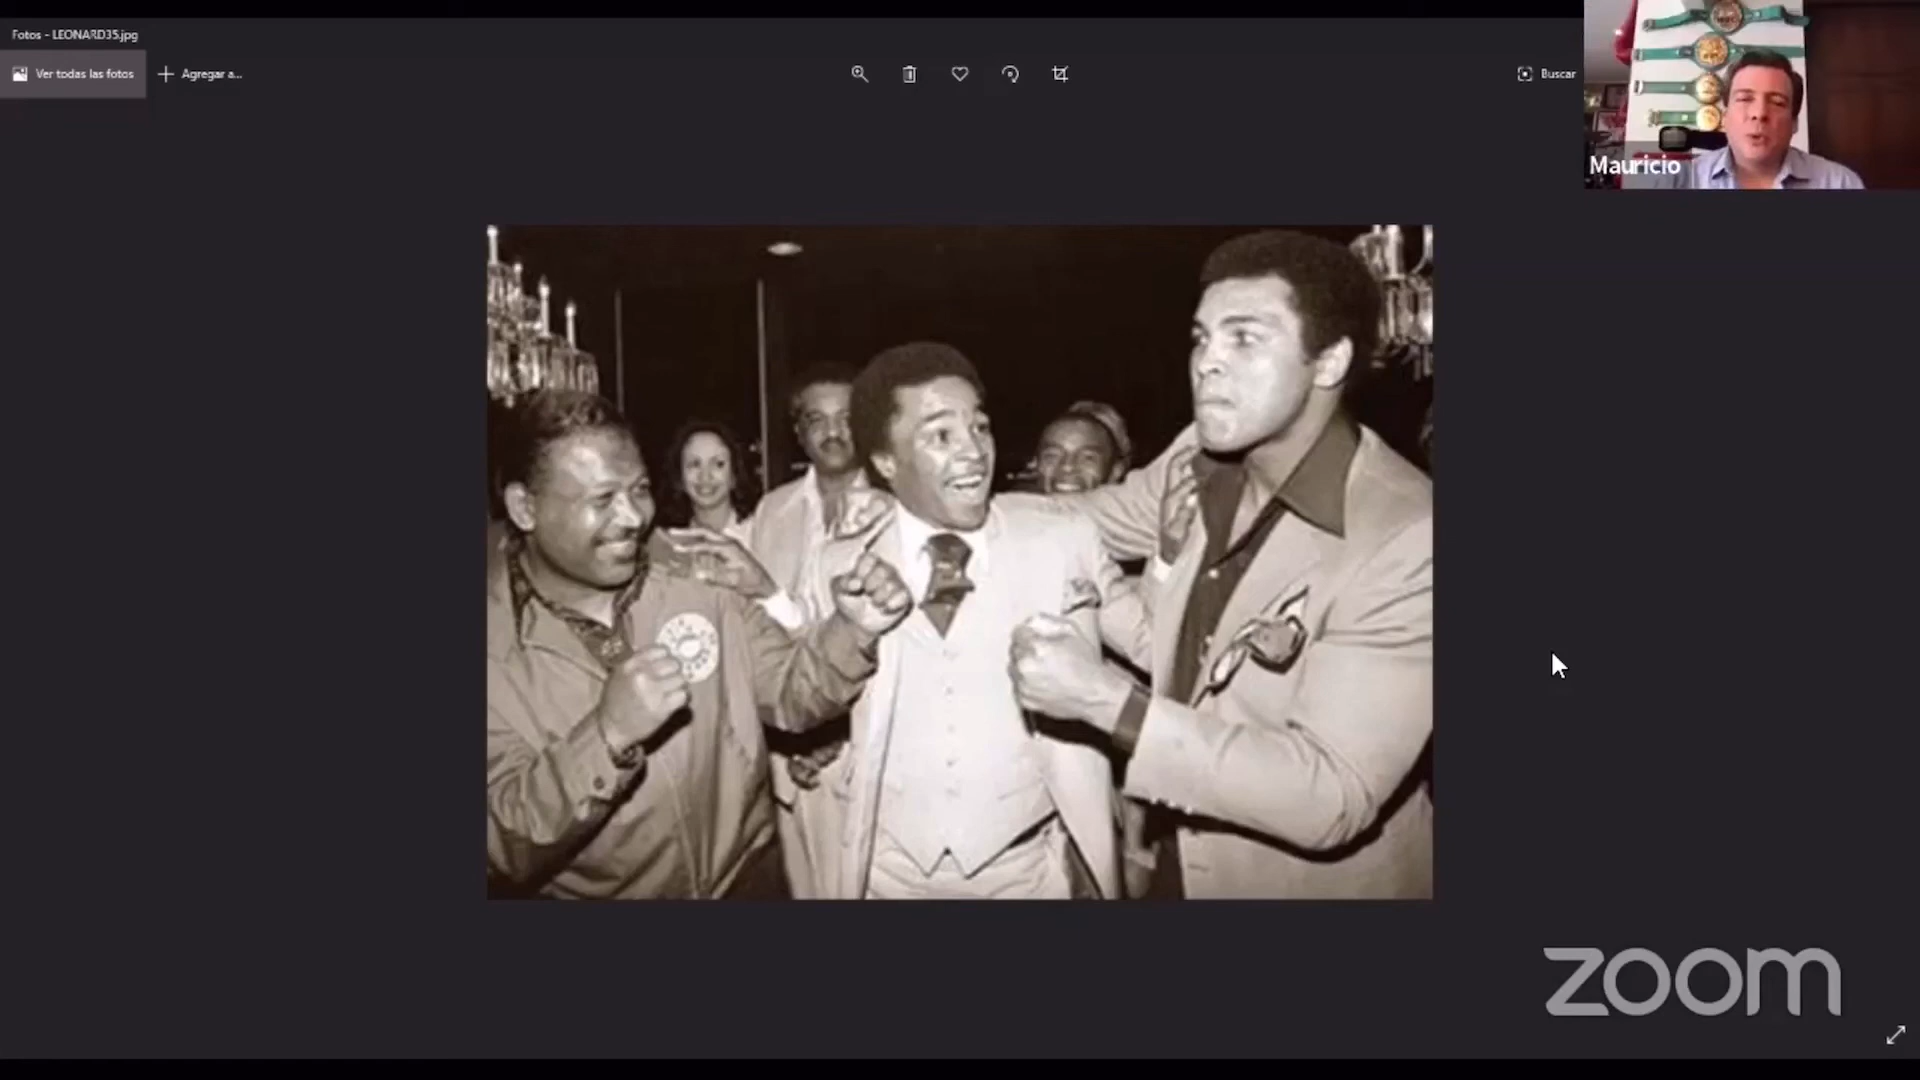 Fotos - LEONARD35.jpg
Ver todas las fotos
Agregar a...
Buscar
Mauricio
zoom